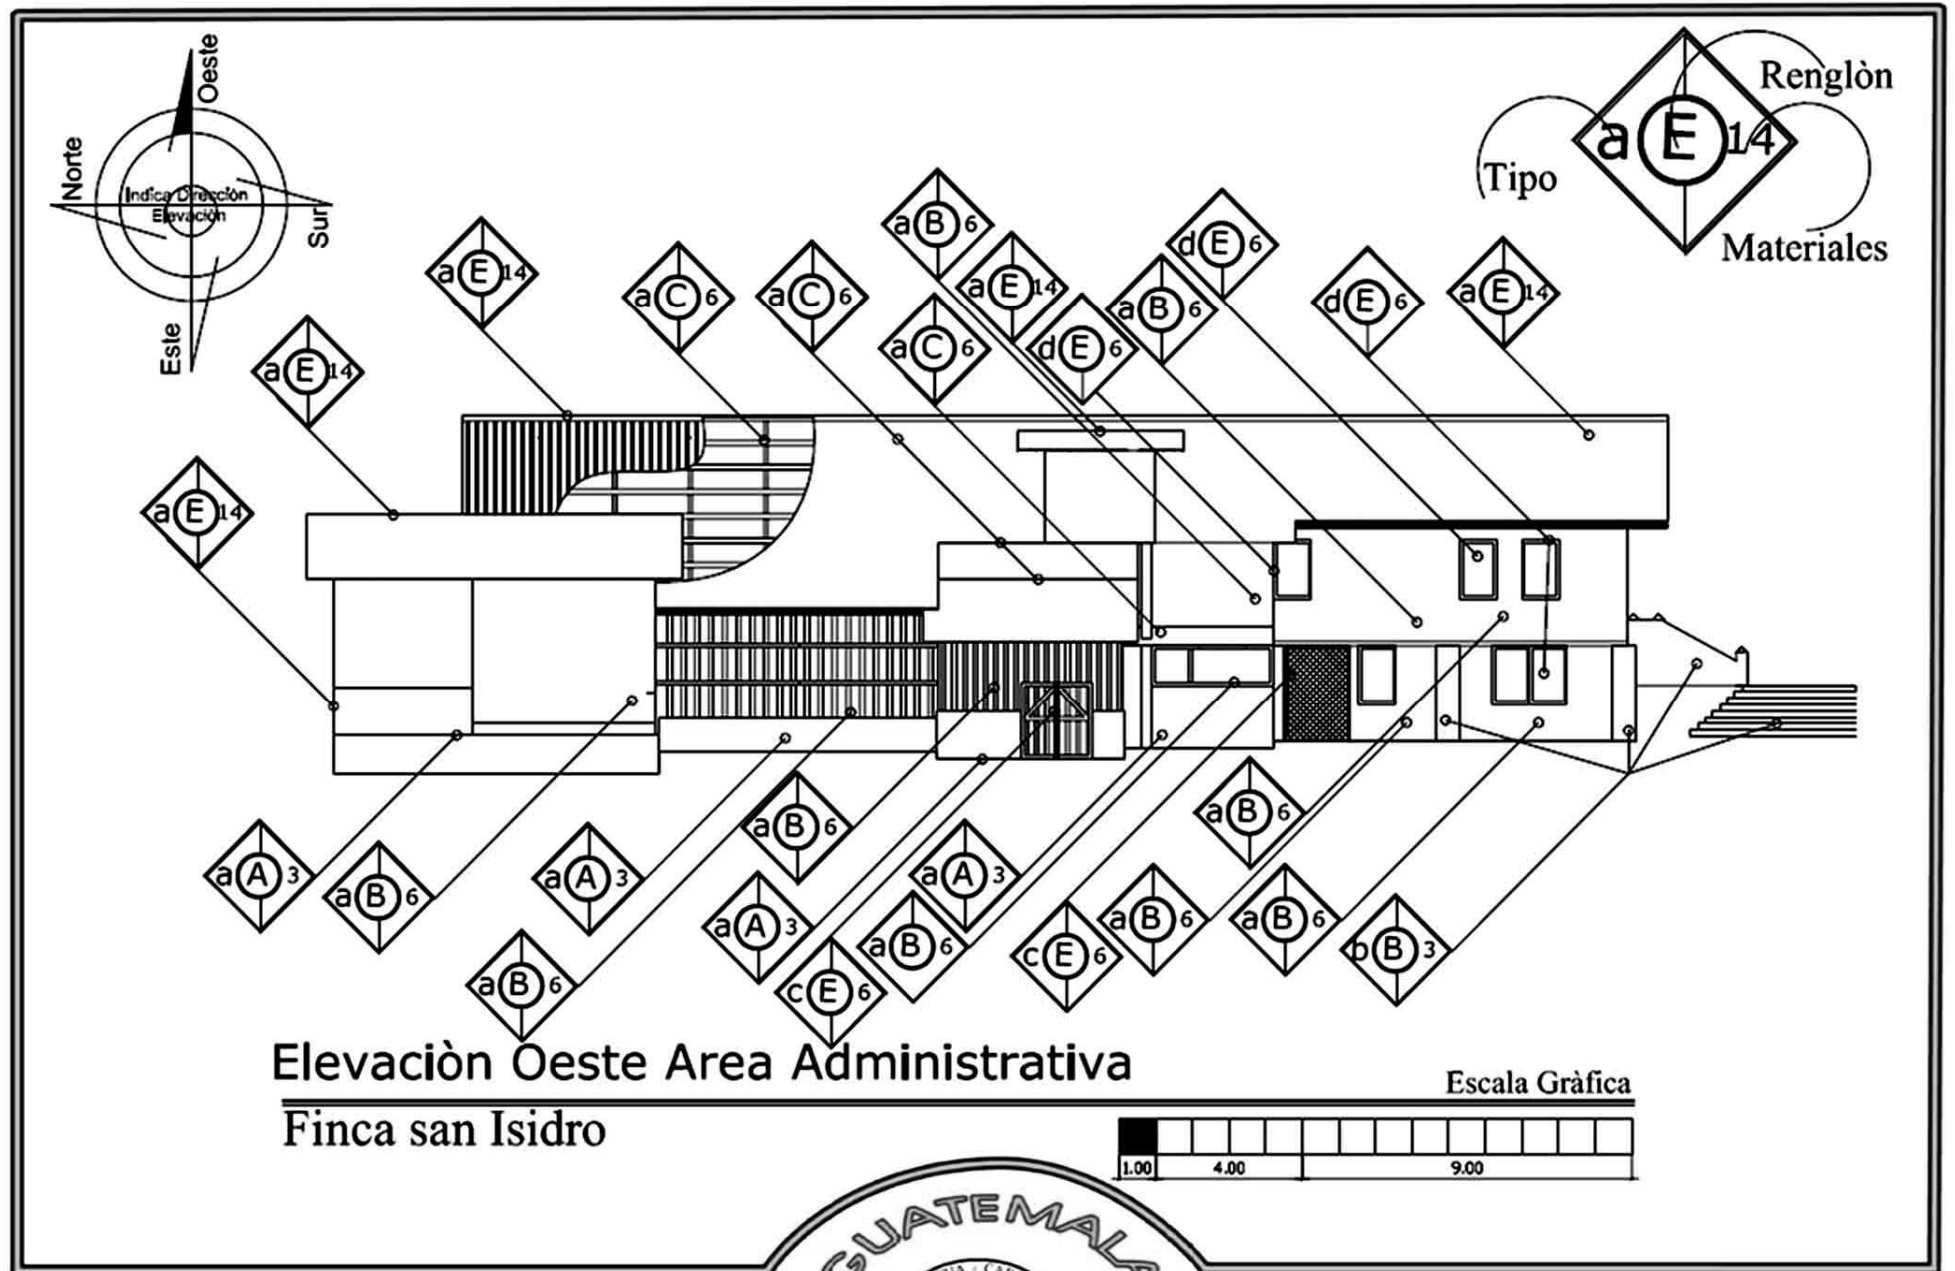 Oeste
Norte
Indica Dirección
Elevaciòn
Sur
Este
Renglòn
a E 14
Tipo
Materiales
a B 6
d E 6
a E 14
a C 6
a C 6
a E 14
a B 6
d E 6
a E 14
a C 6
d E 6
a E 14
a E 14
a B 6
a B 6
a A 3
a B 6
a A 3
a A 3
a B 6
a A 3
a B 6
a B 6
a B 6
b B 3
c E 6
a B 6
c E 6
Elevaciòn Oeste Area Administrativa
Escala Gràfica
Finca san Isidro
1.00 4.00 9.00
GUATEMALA